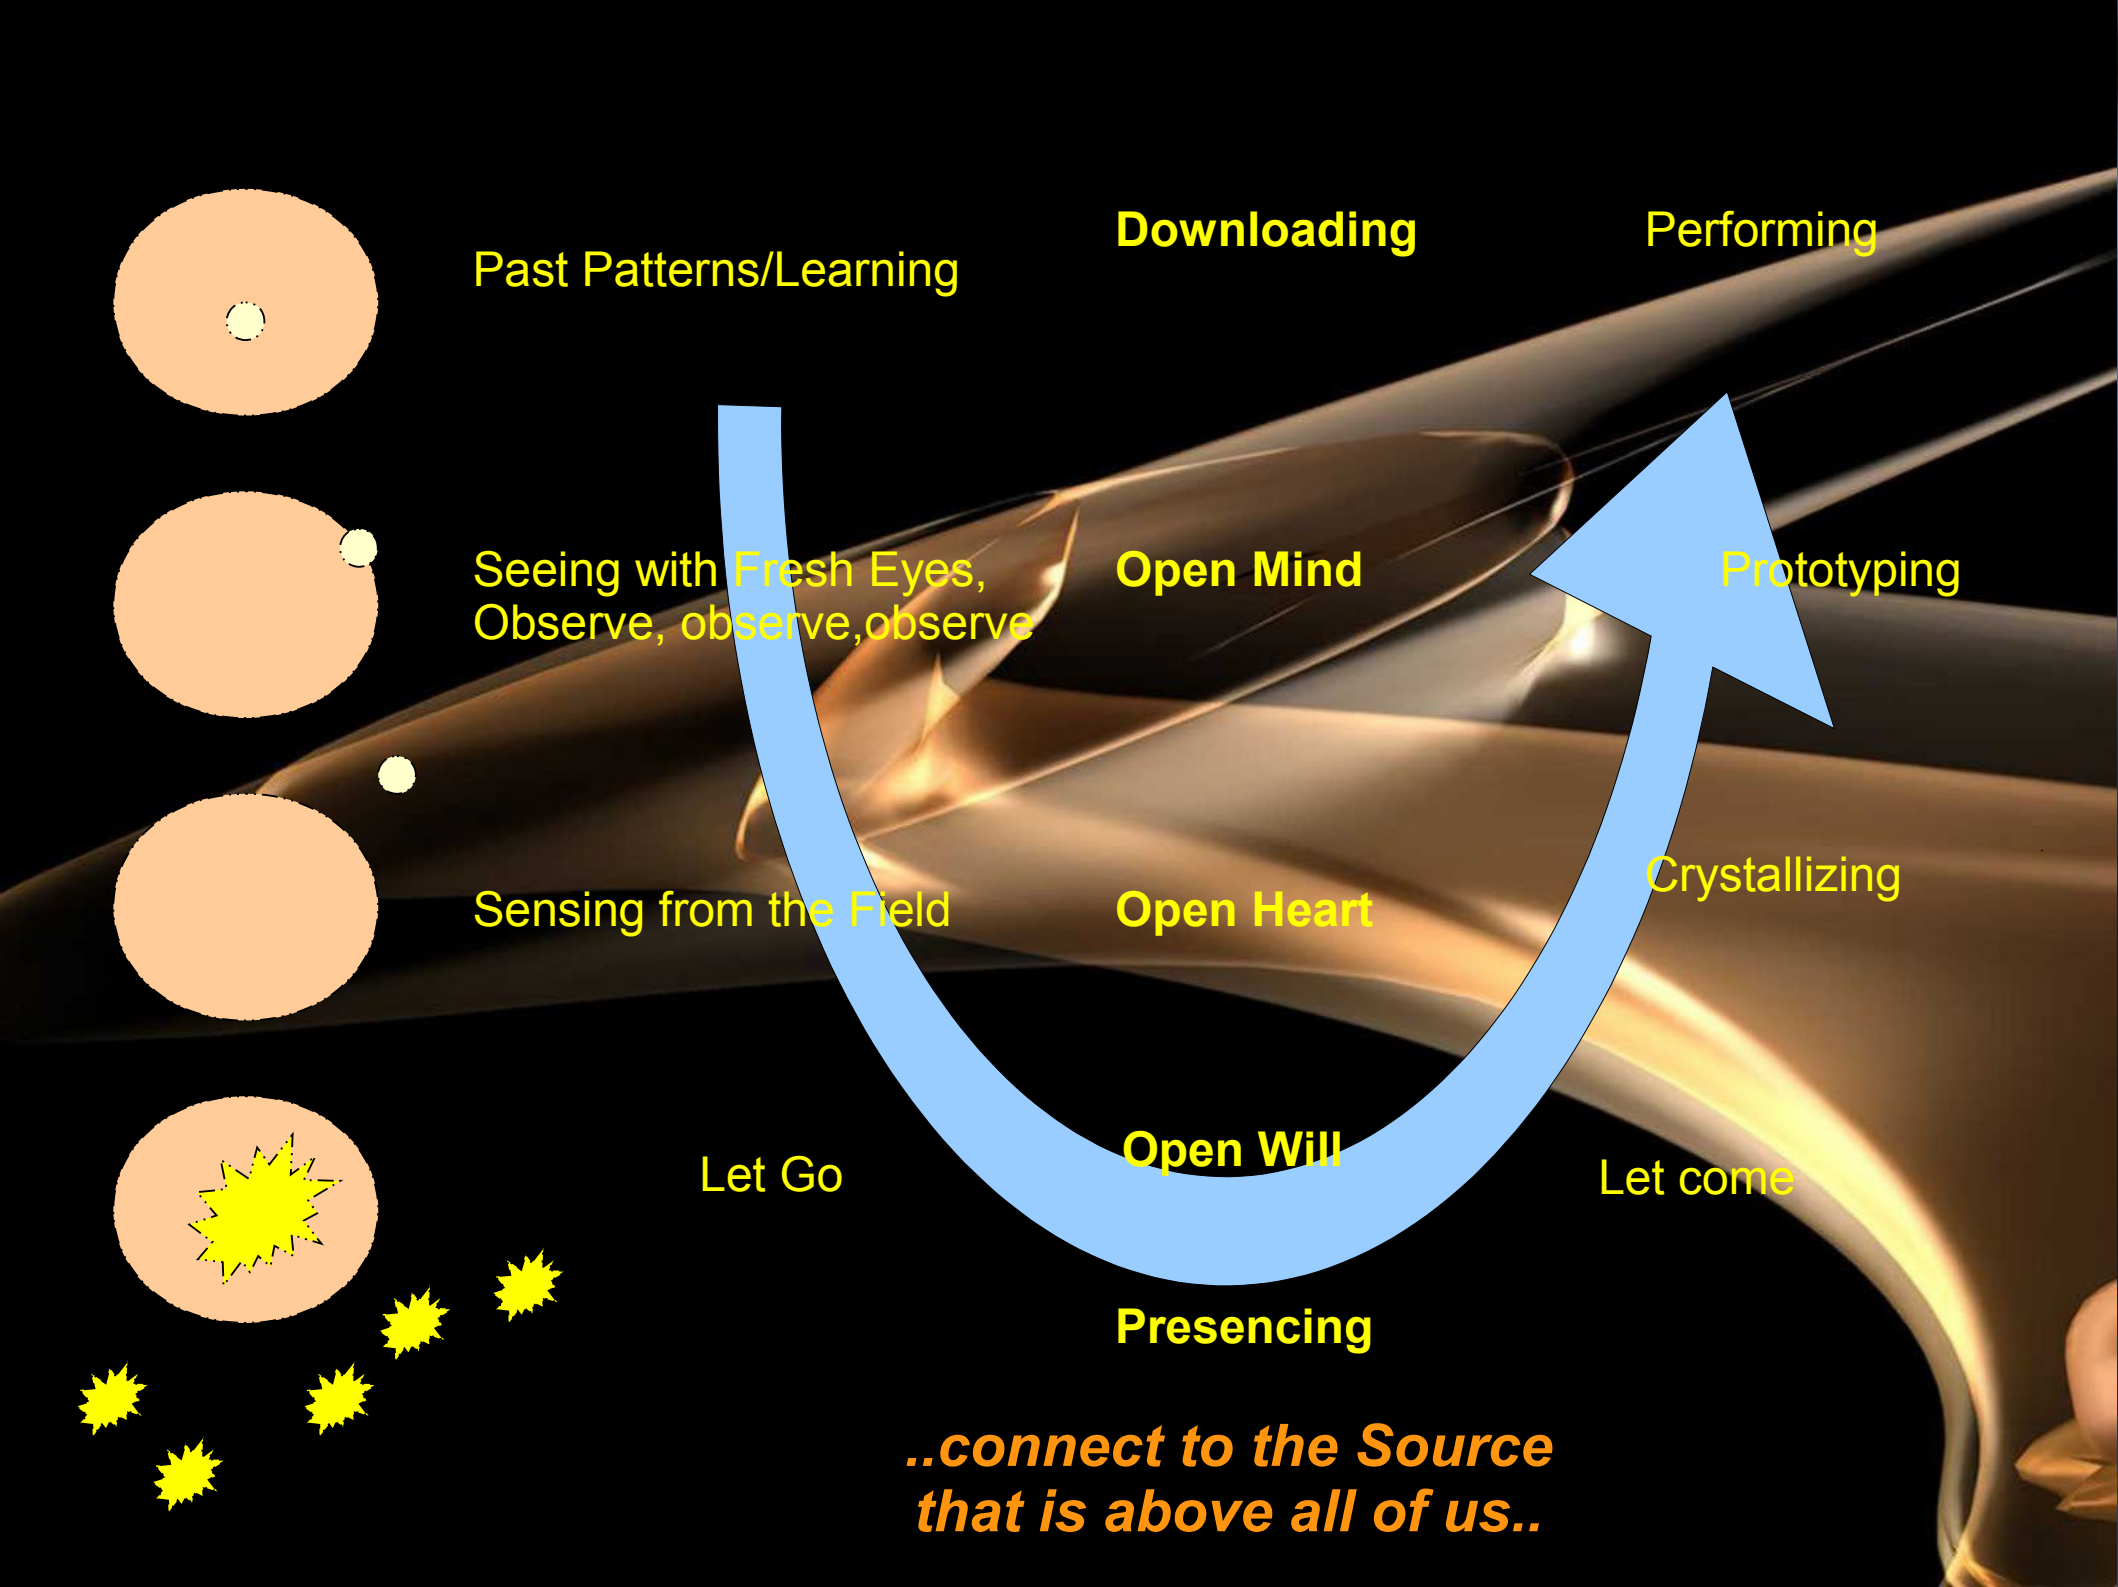 Downloading
Performing
Past Patterns/Learning
Seeing with Fresh Eyes,
Observe, observe,observe
Open Mind
Prototyping
Sensing from the Field
Open Heart
Crystallizing
Let Go
Open Will
Let come
Presencing
..connect to the Source
that is above all of us..